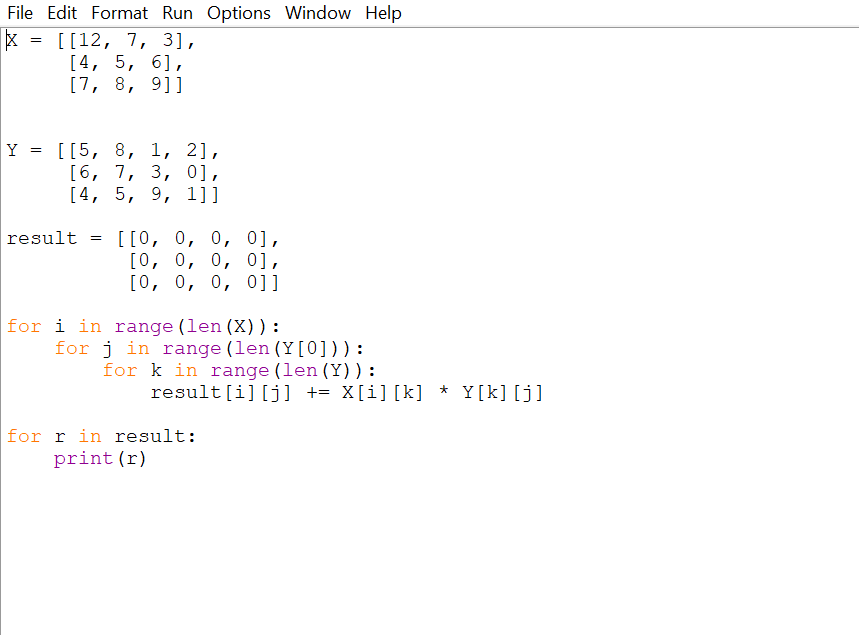 File Edit Format Run Options Window Help
X = [[12, 7, 3],
     [4, 5, 6],
     [7, 8, 9]]
Y = [[5, 8, 1, 2],
     [6, 7, 3, 0],
     [4, 5, 9, 1]]
result = [[0, 0, 0, 0],
          [0, 0, 0, 0],
          [0, 0, 0, 0]]
for i in range(len(X)):
    for j in range(len(Y[0])):
        for k in range(len(Y)):
            result[i][j] += X[i][k] * Y[k][j]
for r in result:
    print(r)